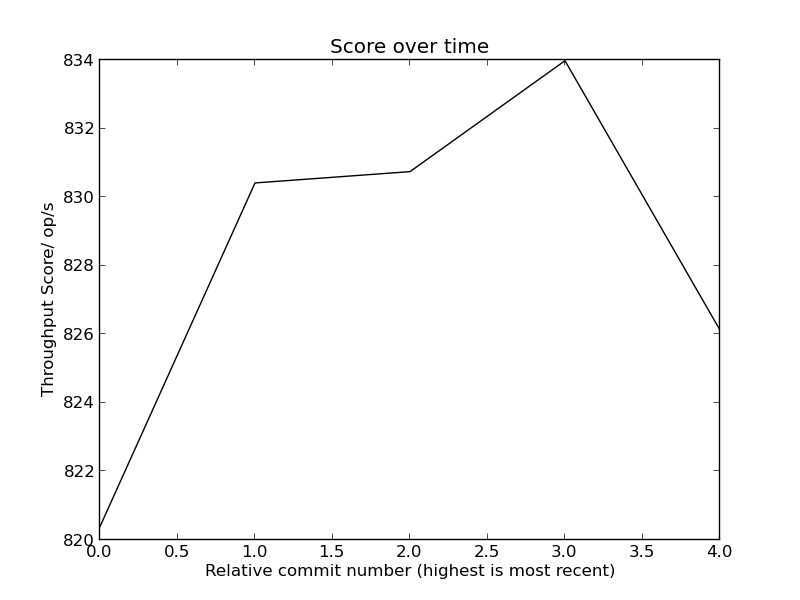 Score over time
834
832
830
828
826
824
822
820
Throughput Score/ op/s
0.0 0.5 1.0 1.5 2.0 2.5 3.0 3.5 4.0
Relative commit number (highest is most recent)